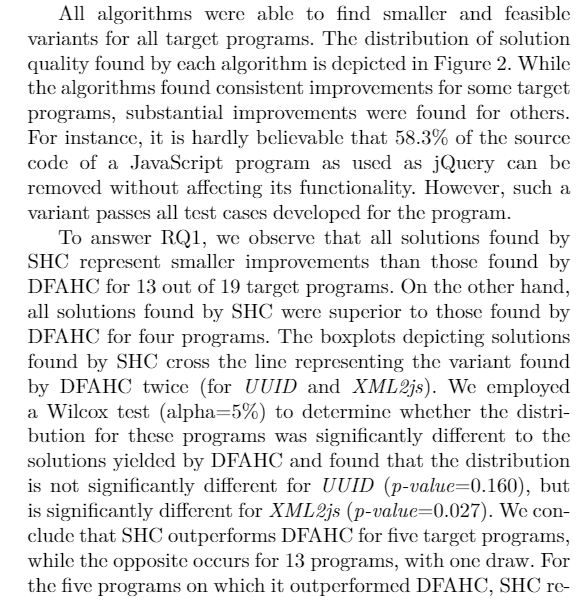 All algorithms were able to find smaller and feasible
variants for all target programs. The distribution of solution
quality found by each algorithm is depicted in Figure 2. While
the algorithms found consistent improvements for some target
programs, substantial improvements were found for others.
For instance, it is hardly believable that 58.3% of the source
code of a JavaScript program as used as jQuery can be
removed without affecting its functionality. However, such a
variant passes all test cases developed for the program.
To answer RQ1, we observe that all solutions found by
SHC represent smaller improvements than those found by
DFAHC for 13 out of 19 target programs. On the other hand,
all solutions found by SHC were superior to those found by
DFAHC for four programs. The boxplots depicting solutions
found by SHC cross the line representing the variant found
by DFAHC twice (for UUID and XML2js). We employed
a Wilcox test (alpha=5%) to determine whether the distri-
bution for these programs was significantly different to the
solutions yielded by DFAHC and found that the distribution
is not significantly different for UUID (p-value=0.160), but
is significantly different for XML2js (p-value=0.027). We con-
clude that SHC outperforms DFAHC for five target programs,
while the opposite occurs for 13 programs, with one draw. For
the five programs on which it outperformed DFAHC, SHC re-